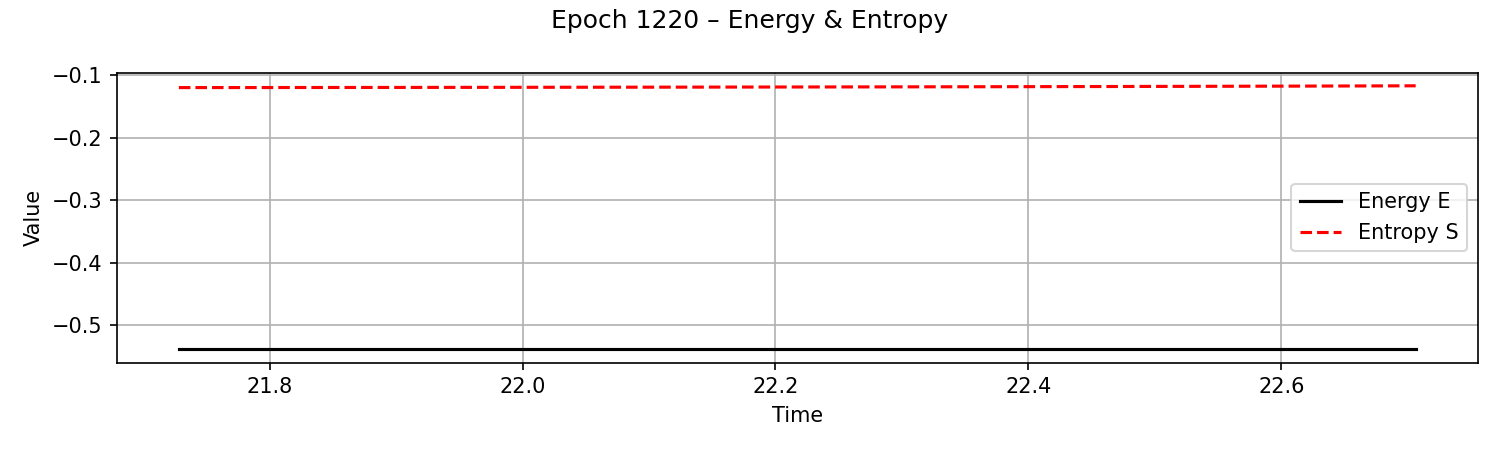 Epoch 1220 – Energy & Entropy
−0.1
−0.2
−0.3
−0.4
−0.5
Value
Energy E
Entropy S
21.8 22.0 22.2 22.4 22.6
Time